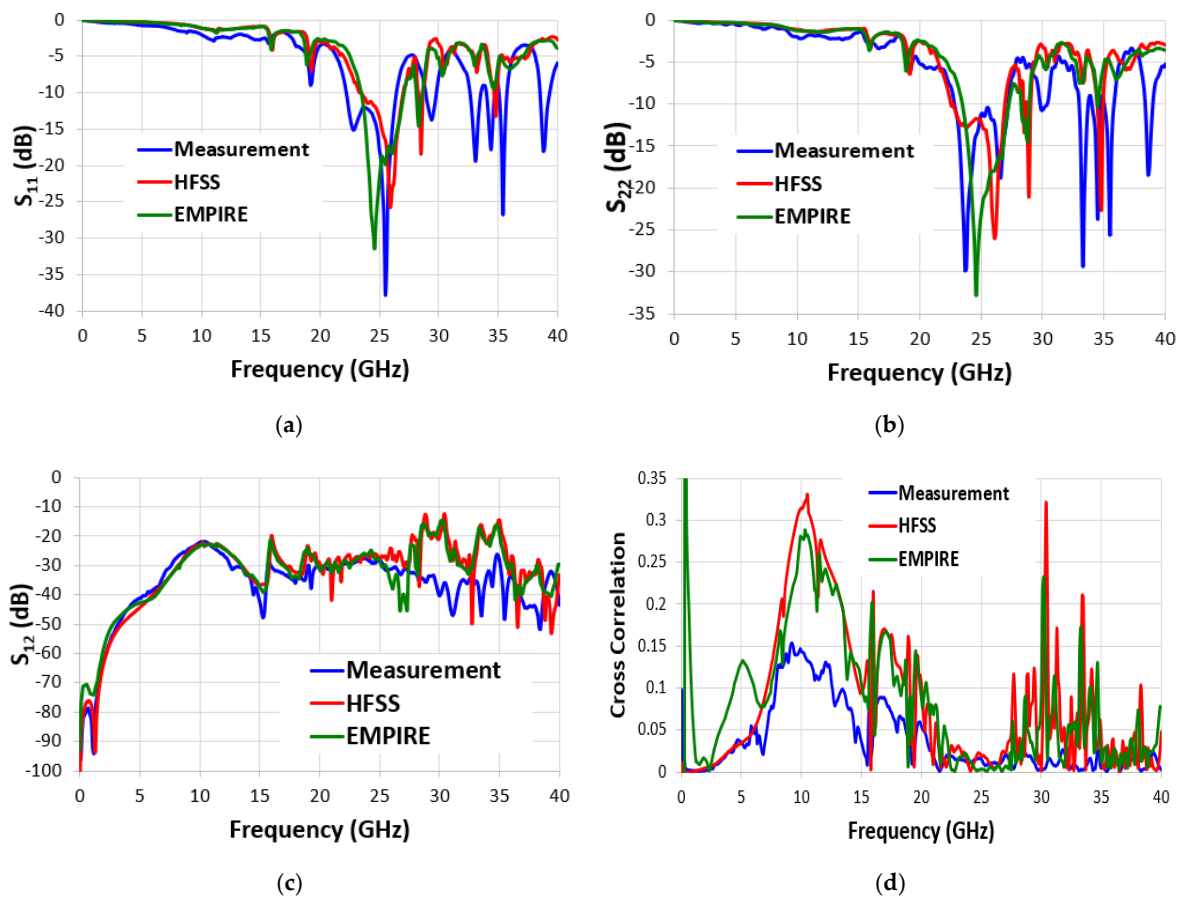 0
-5
-10
-15
-20
-25
-30
-35
-40
S11 (dB)
Measurement
HFSS
EMPIRE
0 5 10 15 20 25 30 35 40
Frequency (GHz)
(a)
0
-5
-10
-15
-20
-25
-30
-35
S22 (dB)
Measurement
HFSS
EMPIRE
0 5 10 15 20 25 30 35 40
Frequency (GHz)
(b)
0
-10
-20
-30
-40
-50
-60
-70
-80
-90
-100
S12 (dB)
Measurement
HFSS
EMPIRE
0 5 10 15 20 25 30 35 40
Frequency (GHz)
(c)
0.35
0.3
0.25
0.2
0.15
0.1
0.05
0
Cross Correlation
Measurement
HFSS
EMPIRE
0 5 10 15 20 25 30 35 40
Frequency (GHz)
(d)